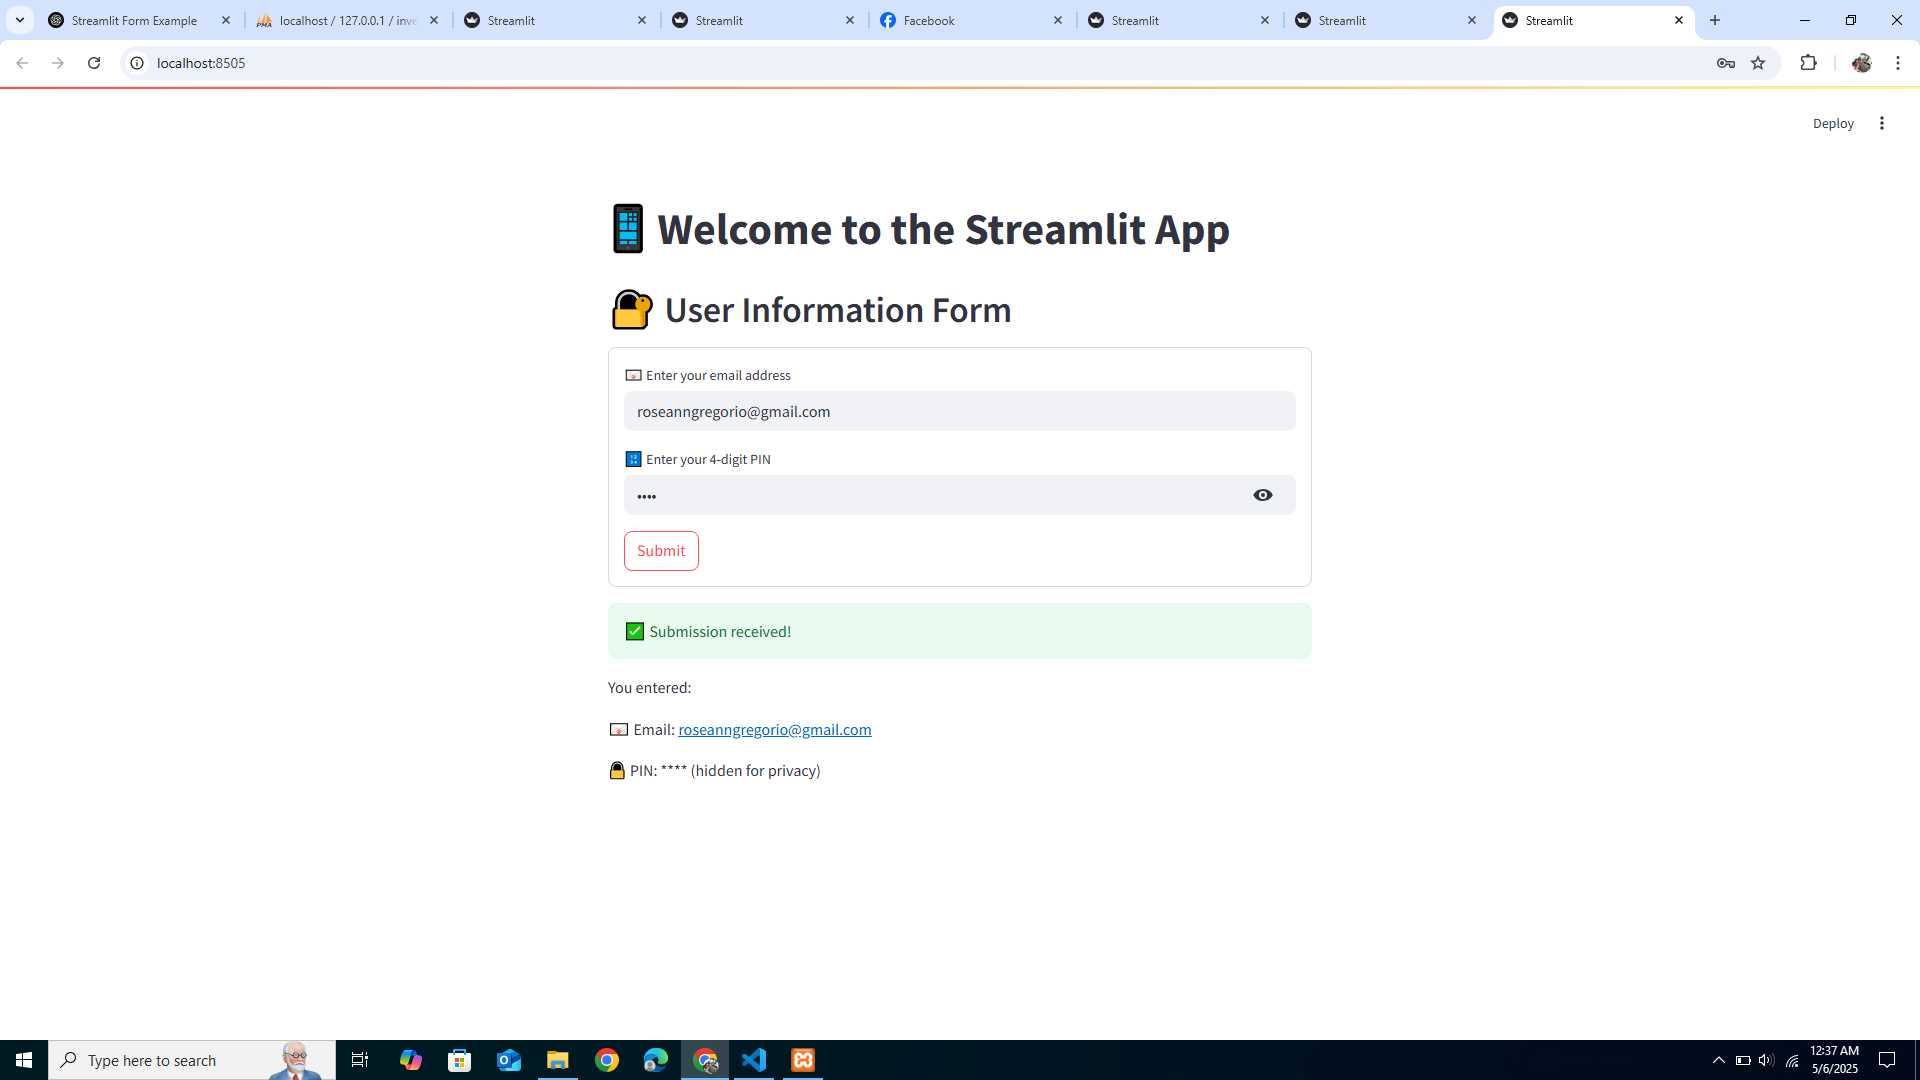 Streamlit Form Example
localhost / 127.0.0.1 / inve
Streamlit
Streamlit
Facebook
Streamlit
Streamlit
Streamlit
localhost:8505
Deploy
Welcome to the Streamlit App
User Information Form
Enter your email address
roseanngregorio@gmail.com
Enter your 4-digit PIN
••••
Submit
Submission received!
You entered:
Email: roseanngregorio@gmail.com
PIN: **** (hidden for privacy)
Type here to search
12:37 AM
5/6/2025